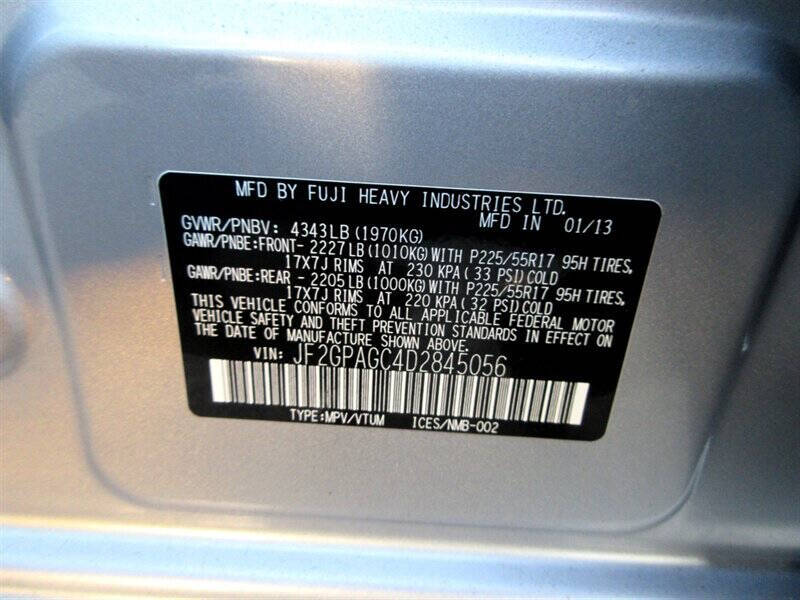 MFD BY FUJI HEAVY INDUSTRIES LTD.
MFD IN 01/13
GVWR/PNBV: 4343LB(1970KG)
GAWR/PNBE:FRONT- 2227LB(1010KG)WITH P225/55R17 95H TIRES,
17X7J RIMS AT 230 KPA(33 PSI)COLD
GAWR/PNBE:REAR - 2205LB(1000KG)WITH P225/55R17 95H TIRES,
17X7J RIMS AT 220 KPA(32 PSI)COLD
THIS VEHICLE CONFORMS TO ALL APPLICABLE FEDERAL MOTOR
VEHICLE SAFETY AND THEFT PREVENTION STANDARDS IN EFFECT ON
THE DATE OF MANUFACTURE SHOWN ABOVE.
VIN: JF2GPAGC4D2845056
TYPE:MPV/VTUM ICES/NMB-002